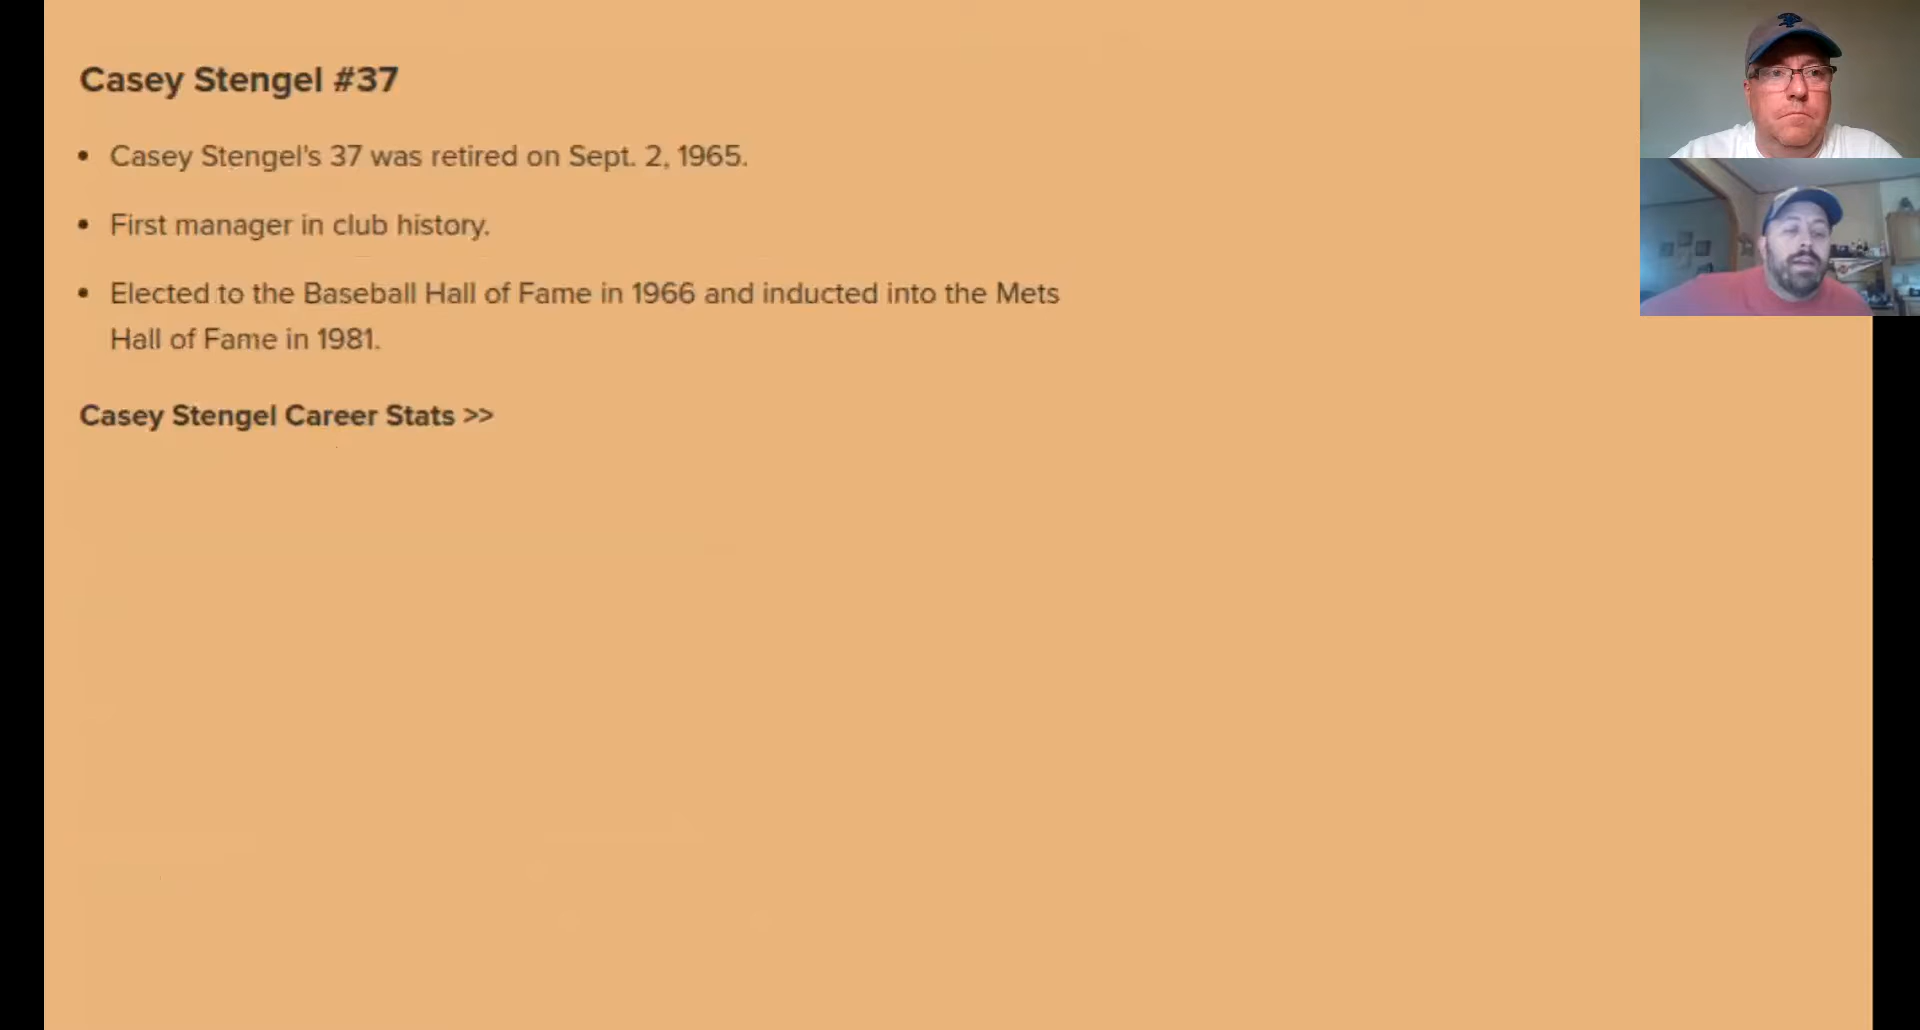 Casey Stengel #37
• Casey Stengel's 37 was retired on Sept. 2, 1965.
• First manager in club history.
• Elected to the Baseball Hall of Fame in 1966 and inducted into the Mets
Hall of Fame in 1981.
Casey Stengel Career Stats >>